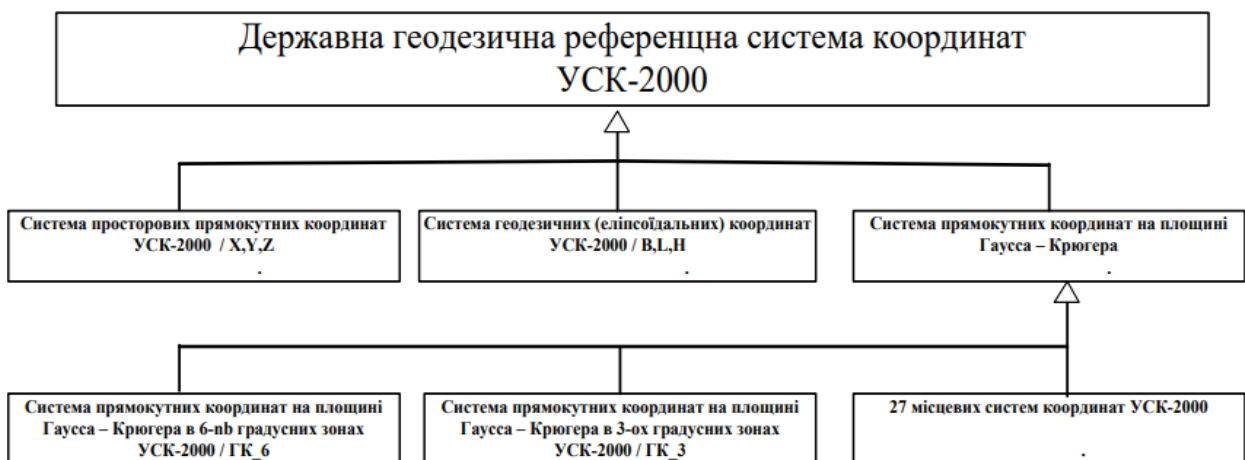 Державна геодезична референцна система координат
УСК-2000
Система просторових прямокутних координат
УСК-2000 / X,Y,Z
.
Система геодезичних (еліпсоїдальних) координат
УСК-2000 / B,L,H
.
Система прямокутних координат на площині
Гаусса – Крюгера
.
Система прямокутних координат на площині
Гаусса – Крюгера в 6-nb градусних зонах
УСК-2000 / ГК_6
Система прямокутних координат на площині
Гаусса – Крюгера в 3-ох градусних зонах
УСК-2000 / ГК_3
27 місцевих систем координат УСК-2000
.